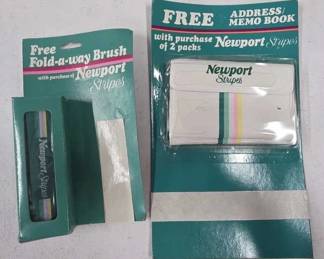 Free
Fold-a-way Brush
with purchase of Newport
Stripes
Newport
Stripes
FREE ADDRESS/
MEMO BOOK
with purchase
of 2 packs Newport Stripes
Newport
Stripes